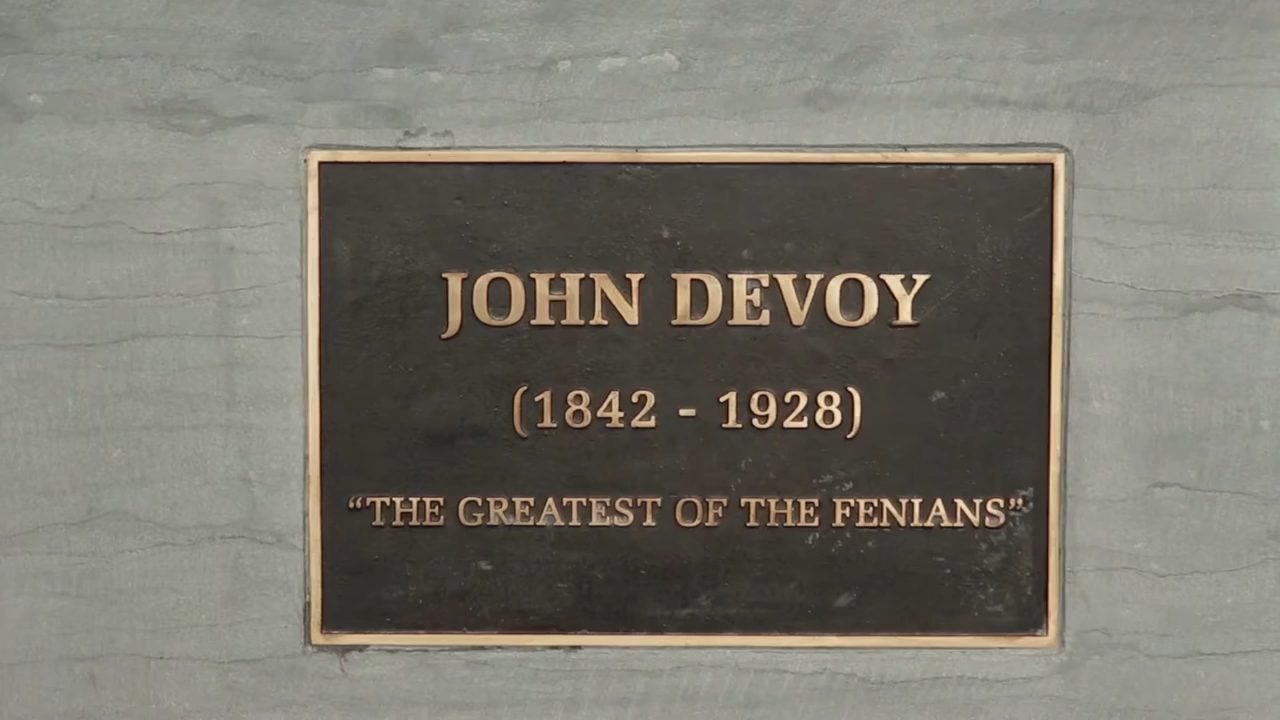 JOHN DEVOY
(1842 - 1928)
“THE GREATEST OF THE FENIANS”